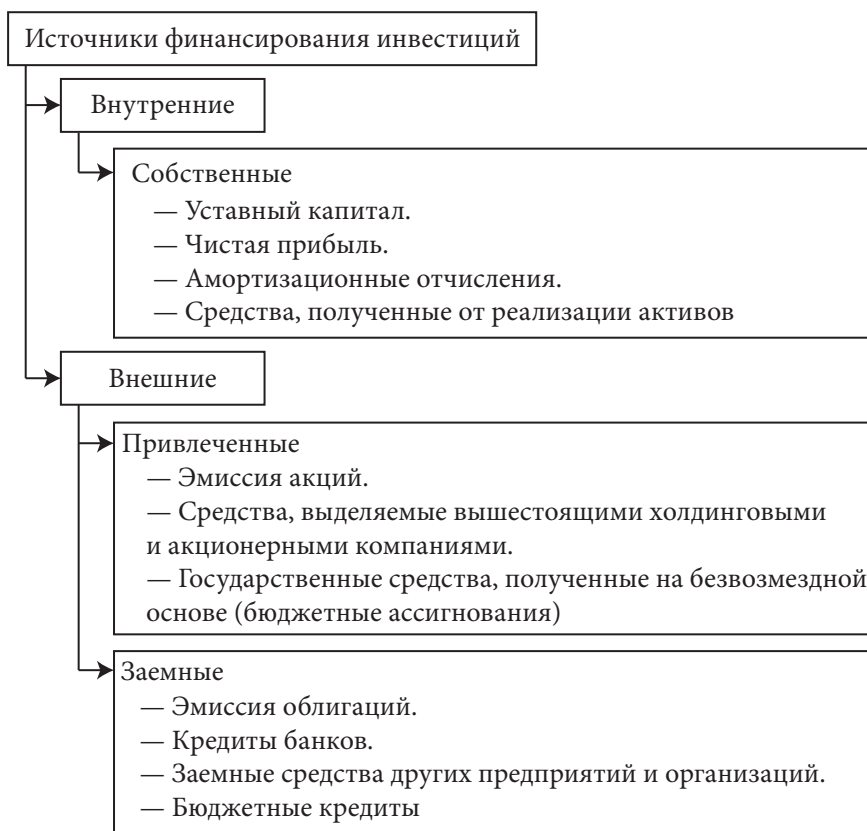 Источники финансирования инвестиций
Внутренние
Собственные
— Уставный капитал.
— Чистая прибыль.
— Амортизационные отчисления.
— Средства, полученные от реализации активов
Внешние
Привлеченные
— Эмиссия акций.
— Средства, выделяемые вышестоящими холдинговыми
и акционерными компаниями.
— Государственные средства, полученные на безвозмездной
основе (бюджетные ассигнования)
Заемные
— Эмиссия облигаций.
— Кредиты банков.
— Заемные средства других предприятий и организаций.
— Бюджетные кредиты